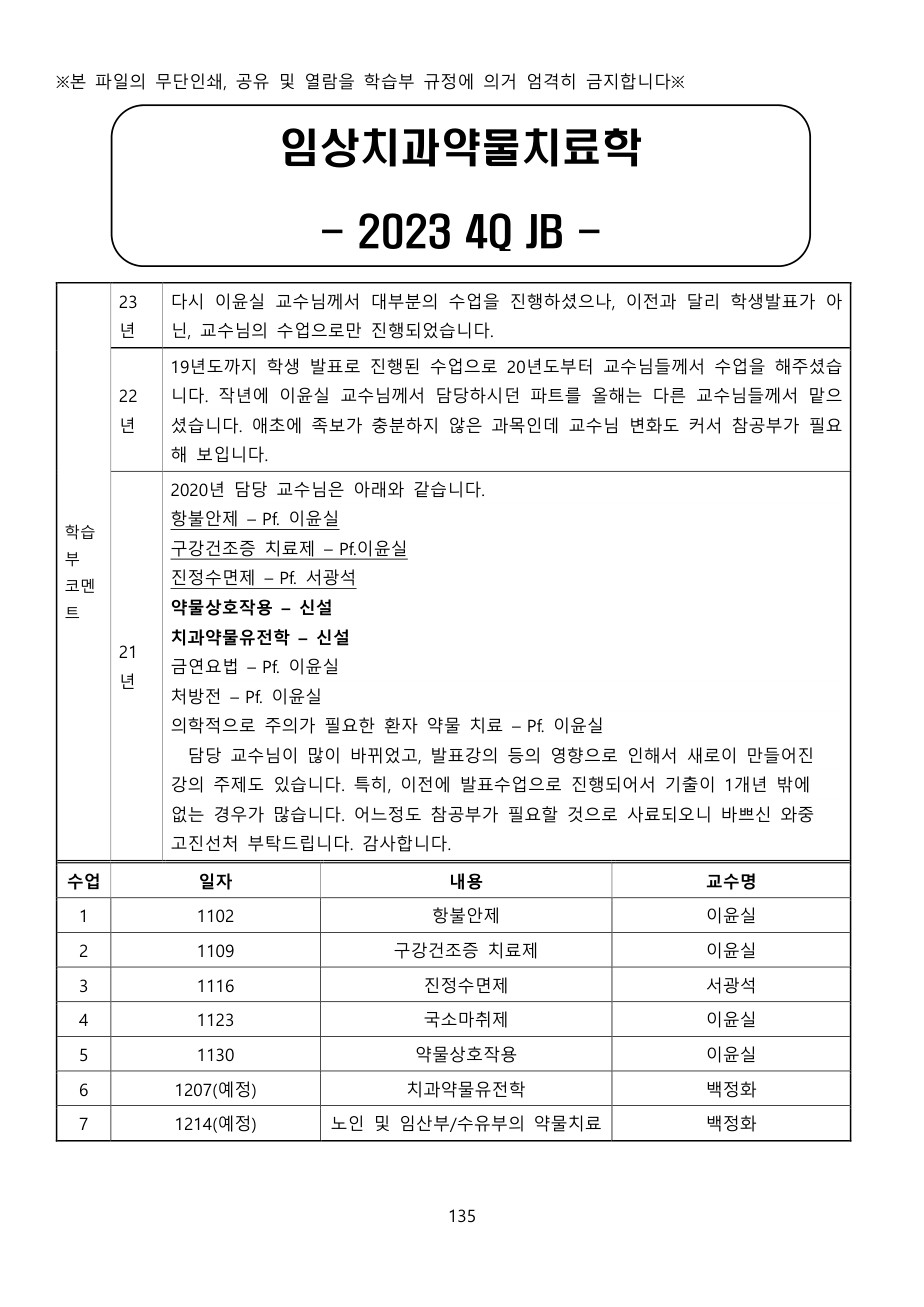 ※본 파일의 무단인쇄, 공유 및 열람을 학습부 규정에 의거 엄격히 금지합니다※
임상치과약물치료학
– 2023 4Q JB –
학습
부
코멘
트
23
년
다시 이윤실 교수님께서 대부분의 수업을 진행하셨으나, 이전과 달리 학생발표가 아
닌, 교수님의 수업으로만 진행되었습니다.
22
년
19년도까지 학생 발표로 진행된 수업으로 20년도부터 교수님들께서 수업을 해주셨습
니다. 작년에 이윤실 교수님께서 담당하시던 파트를 올해는 다른 교수님들께서 맡으
셨습니다. 애초에 족보가 충분하지 않은 과목인데 교수님 변화도 커서 참공부가 필요
해 보입니다.
21
년
2020년 담당 교수님은 아래와 같습니다.
항불안제 – Pf. 이윤실
구강건조증 치료제 – Pf.이윤실
진정수면제 – Pf. 서광석
약물상호작용 – 신설
치과약물유전학 – 신설
금연요법 – Pf. 이윤실
처방전 – Pf. 이윤실
의학적으로 주의가 필요한 환자 약물 치료 – Pf. 이윤실
담당 교수님이 많이 바뀌었고, 발표강의 등의 영향으로 인해서 새로이 만들어진
강의 주제도 있습니다. 특히, 이전에 발표수업으로 진행되어서 기출이 1개년 밖에
없는 경우가 많습니다. 어느정도 참공부가 필요할 것으로 사료되오니 바쁘신 와중
고진선처 부탁드립니다. 감사합니다.
수업 일자 내용 교수명
1 1102 항불안제 이윤실
2 1109 구강건조증 치료제 이윤실
3 1116 진정수면제 서광석
4 1123 국소마취제 이윤실
5 1130 약물상호작용 이윤실
6 1207(예정) 치과약물유전학 백정화
7 1214(예정) 노인 및 임산부/수유부의 약물치료 백정화
135